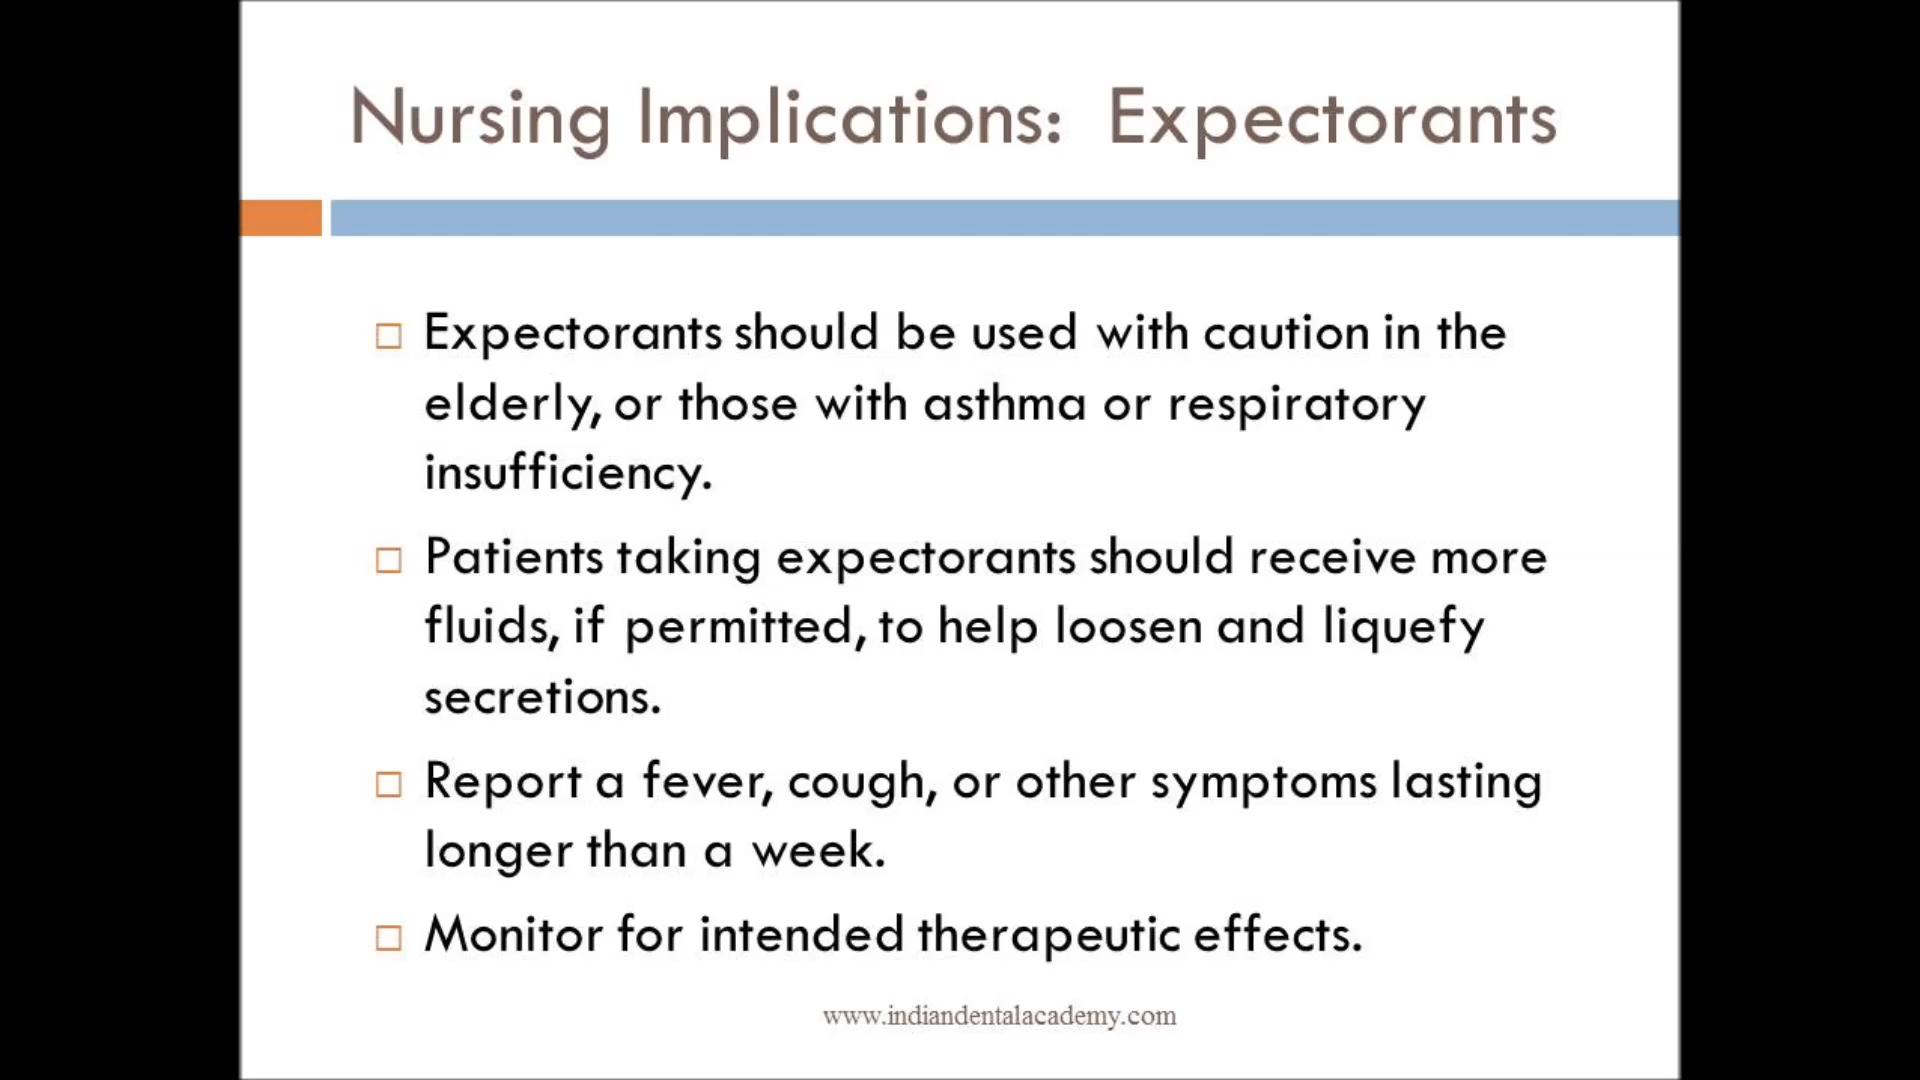 Nursing Implications: Expectorants
Expectorants should be used with caution in the
elderly, or those with asthma or respiratory
insufficiency.
Patients taking expectorants should receive more
fluids, if permitted, to help loosen and liquefy
secretions.
Report a fever, cough, or other symptoms lasting
longer than a week.
Monitor for intended therapeutic effects.
www.indiandentalacademy.com